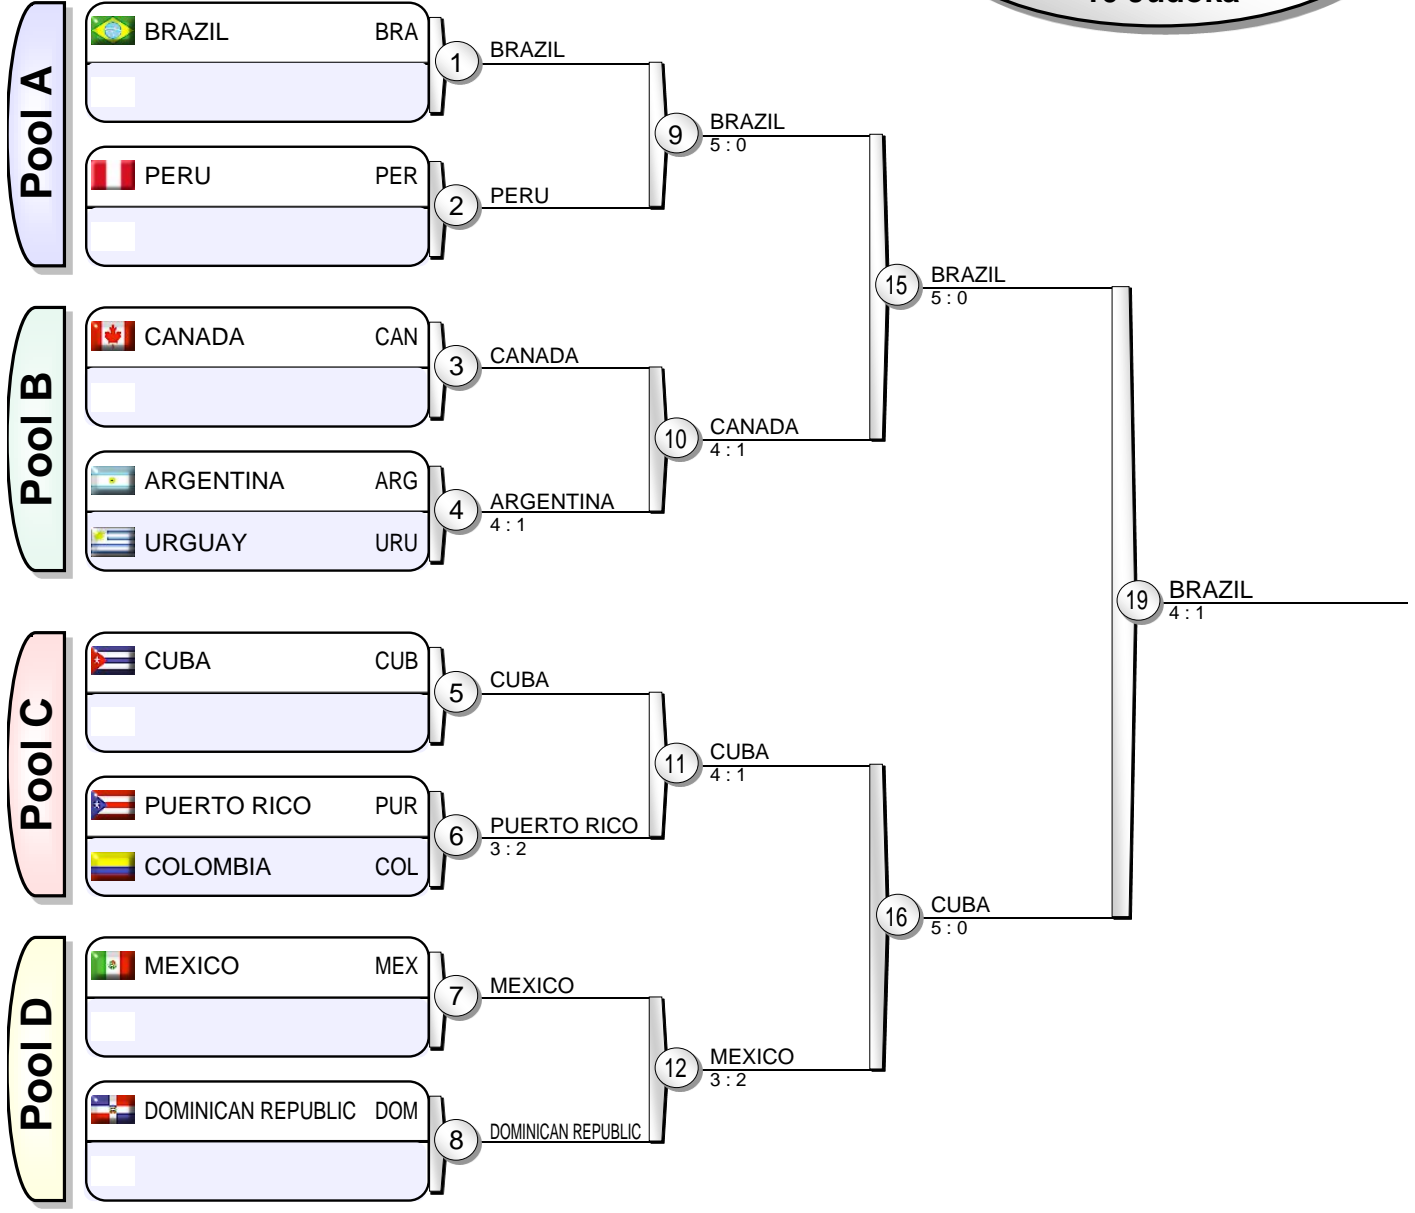 Pool A
BRAZIL BRA
1
BRAZIL
PERU PER
2
PERU
9
BRAZIL
5 : 0
Pool B
CANADA CAN
3
CANADA
ARGENTINA ARG
URGUAY URU
4
ARGENTINA
4 : 1
10
CANADA
4 : 1
15
BRAZIL
5 : 0
Pool C
CUBA CUB
5
CUBA
PUERTO RICO PUR
COLOMBIA COL
6
PUERTO RICO
3 : 2
11
CUBA
4 : 1
Pool D
MEXICO MEX
7
MEXICO
DOMINICAN REPUBLIC DOM
8
DOMINICAN REPUBLIC
12
MEXICO
3 : 2
16
CUBA
5 : 0
19
BRAZIL
4 : 1